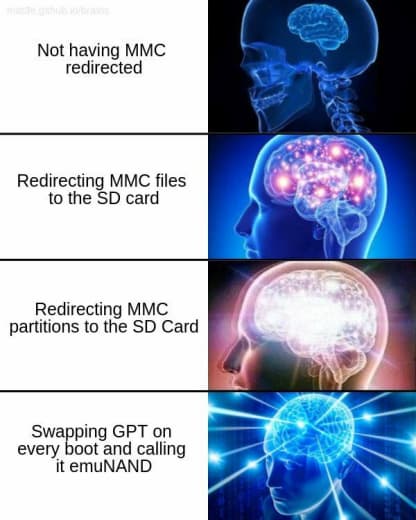 Not having MMC
redirected
Redirecting MMC files
to the SD card
Redirecting MMC
partitions to the SD Card
Swapping GPT on
every boot and calling
it emuNAND